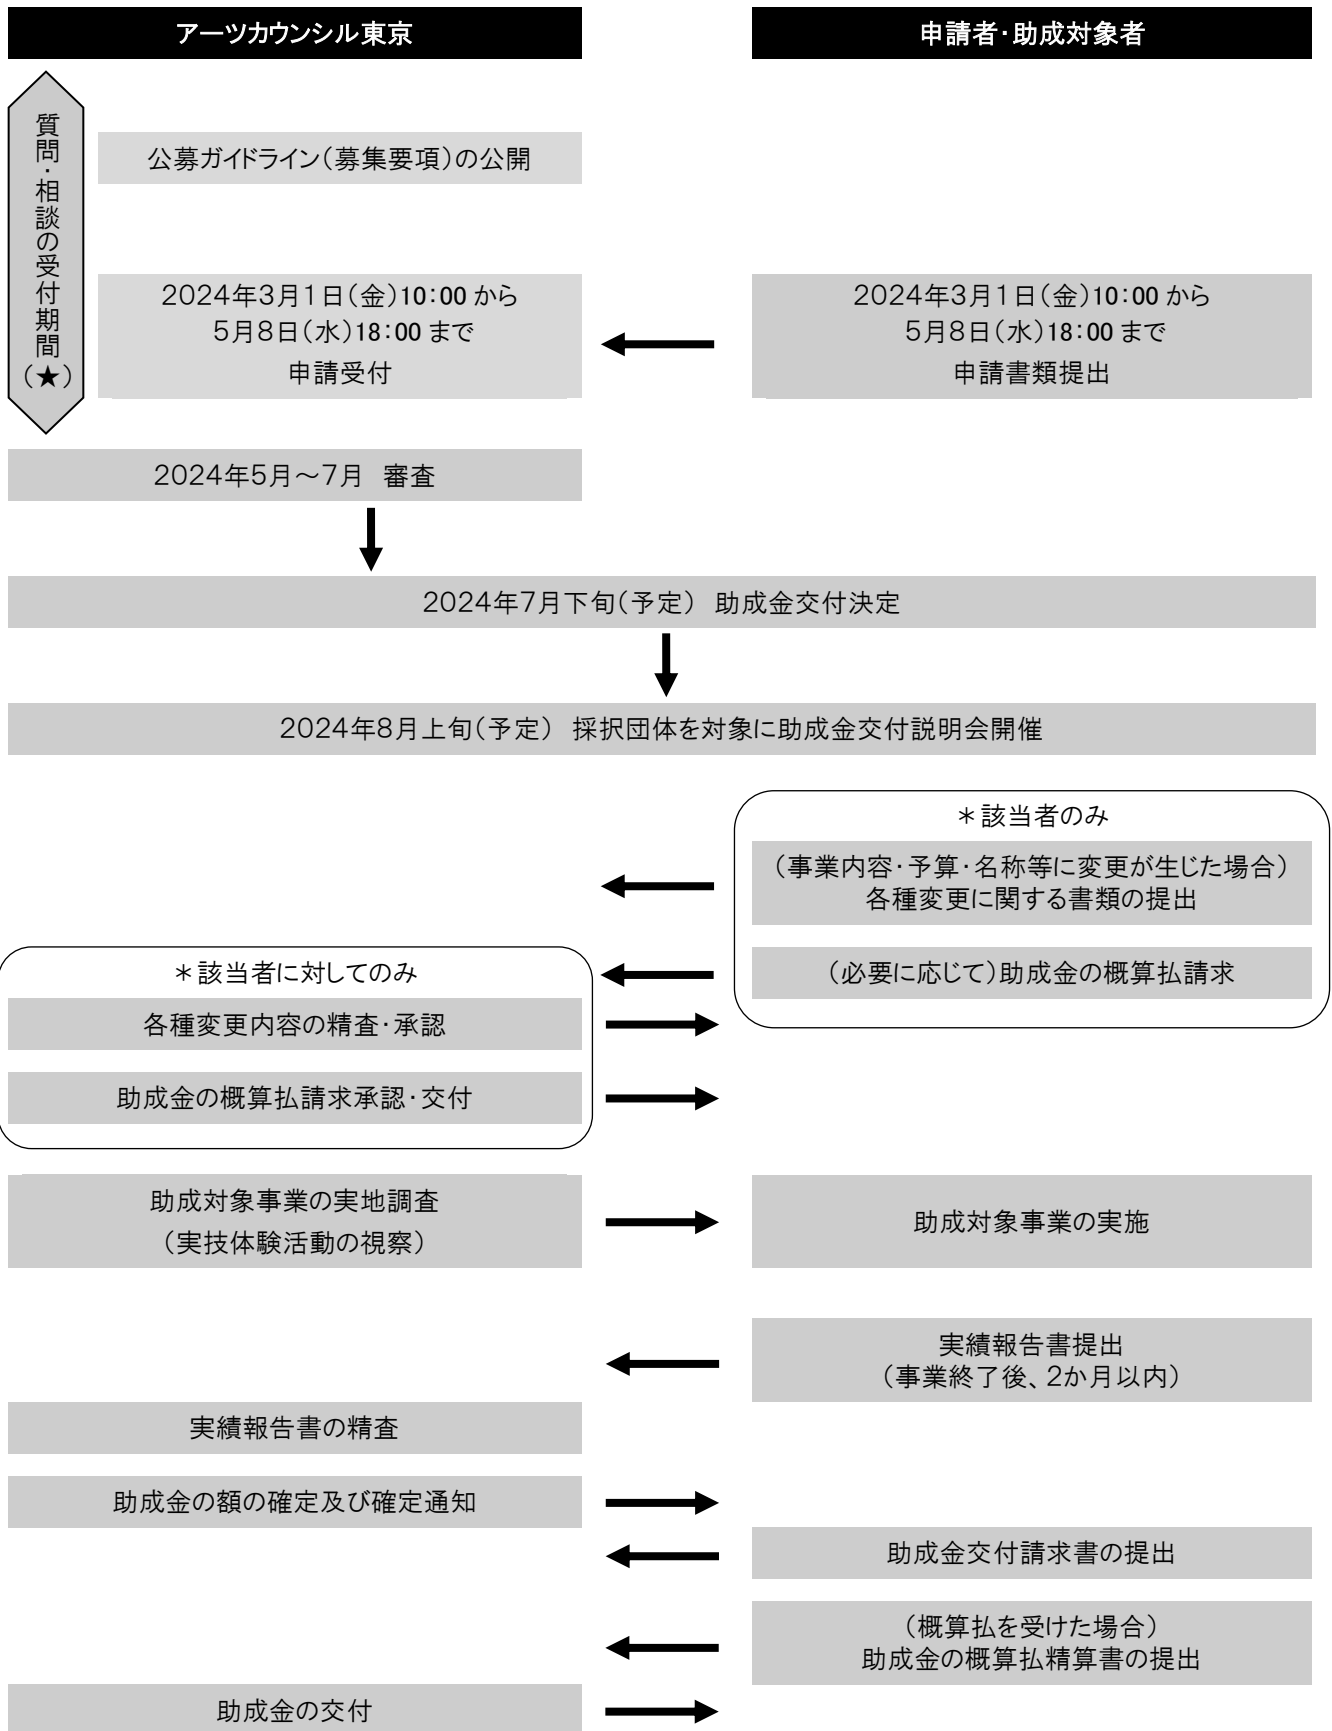 アーツカウンシル東京
申請者・助成対象者
質問・相談の受付期間(★)
公募ガイドライン(募集要項)の公開
2024年3月1日(金)10:00 から
5月8日(水)18:00 まで
申請受付
2024年3月1日(金)10:00 から
5月8日(水)18:00 まで
申請書類提出
2024年5月~7月 審査
2024年7月下旬(予定) 助成金交付決定
2024年8月上旬(予定) 採択団体を対象に助成金交付説明会開催
＊該当者のみ
(事業内容・予算・名称等に変更が生じた場合)
各種変更に関する書類の提出
(必要に応じて)助成金の概算払請求
＊該当者に対してのみ
各種変更内容の精査・承認
助成金の概算払請求承認・交付
助成対象事業の実地調査
(実技体験活動の視察)
助成対象事業の実施
実績報告書提出
(事業終了後、2か月以内)
実績報告書の精査
助成金の額の確定及び確定通知
助成金交付請求書の提出
(概算払を受けた場合)
助成金の概算払精算書の提出
助成金の交付